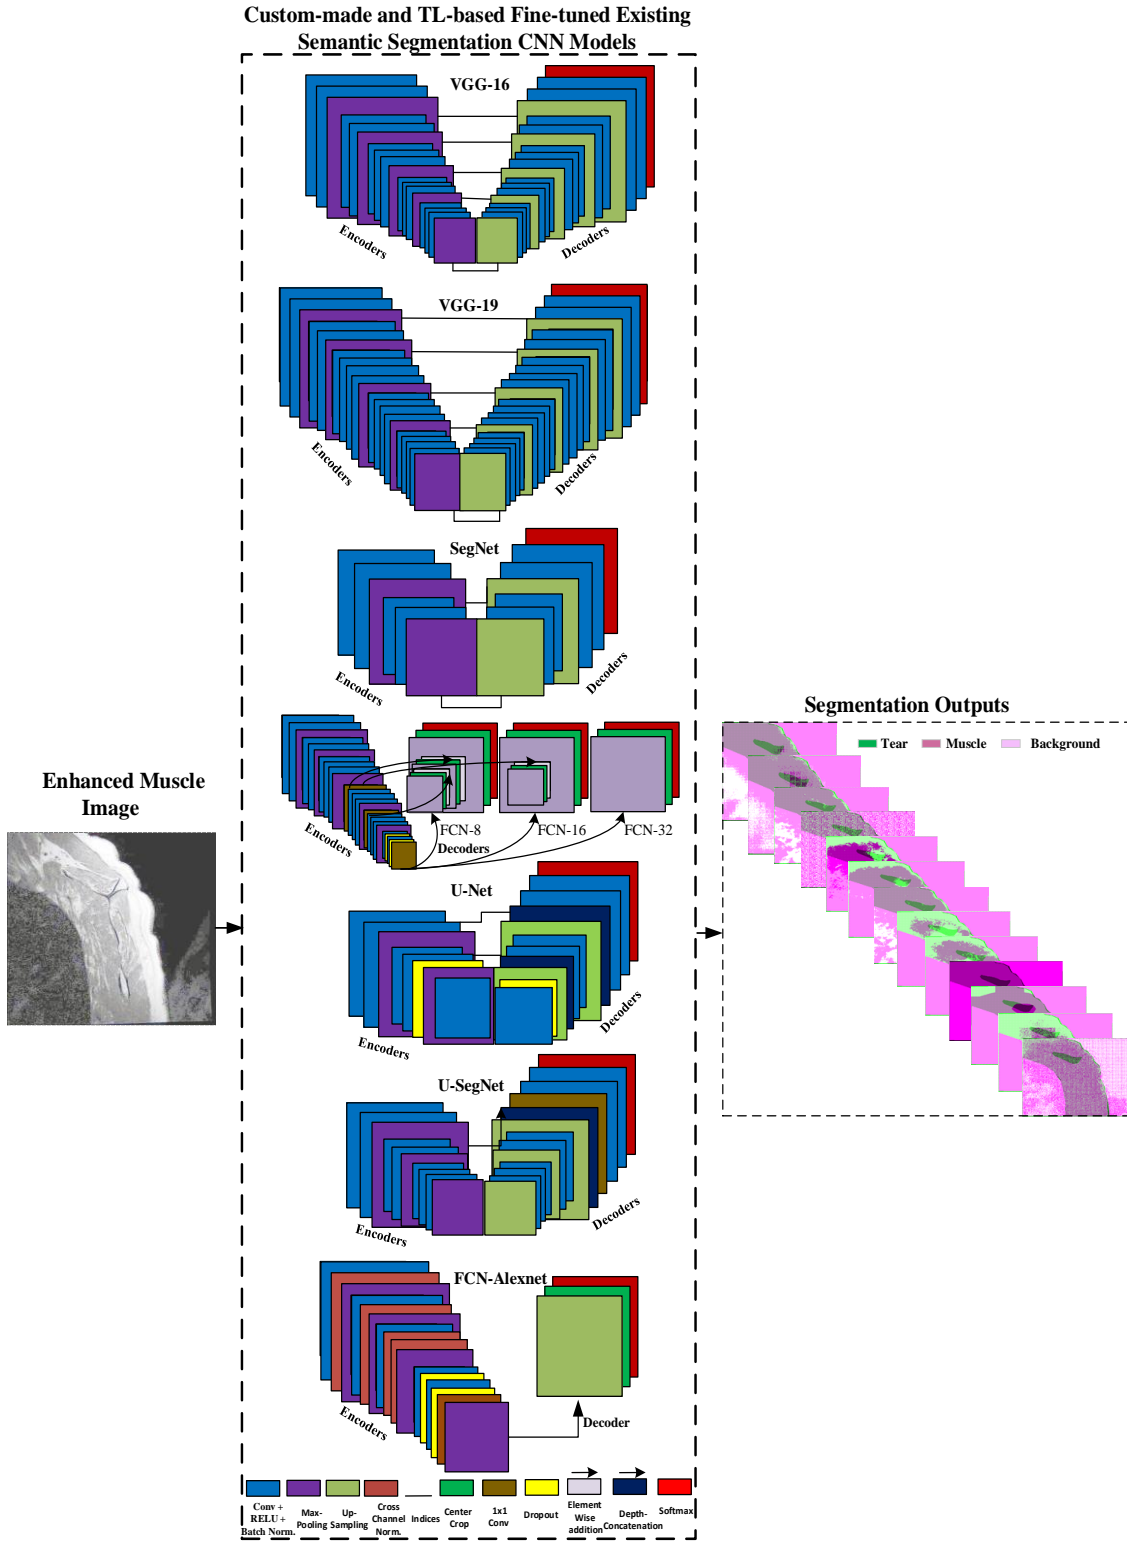 Custom-made and TL-based Fine-tuned Existing
Semantic Segmentation CNN Models
VGG-16
Encoders
Decoders
VGG-19
Encoders
Decoders
SegNet
Encoders
Decoders
FCN-8
FCN-16
FCN-32
Encoders
Decoders
U-Net
Encoders
Decoders
U-SegNet
Encoders
Decoders
FCN-Alexnet
Encoders
Decoder
Enhanced Muscle
Image
Segmentation Outputs
Tear
Muscle
Background
Conv +
RELU +
Batch Norm.
Max-
Pooling
Up-
Sampling
Cross
Channel
Norm.
Indices
Center
Crop
1x1
Conv
Dropout
Element
Wise
addition
Depth-
Concatenation
Softmax